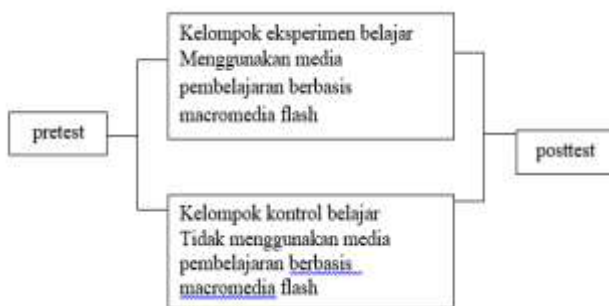 Kelompok eksperimen belajar
Menggunakan media
pembelajaran berbasis
macromedia flash
pretest
posttest
Kelompok kontrol belajar
Tidak menggunakan media
pembelajaran berbasis
macromedia flash